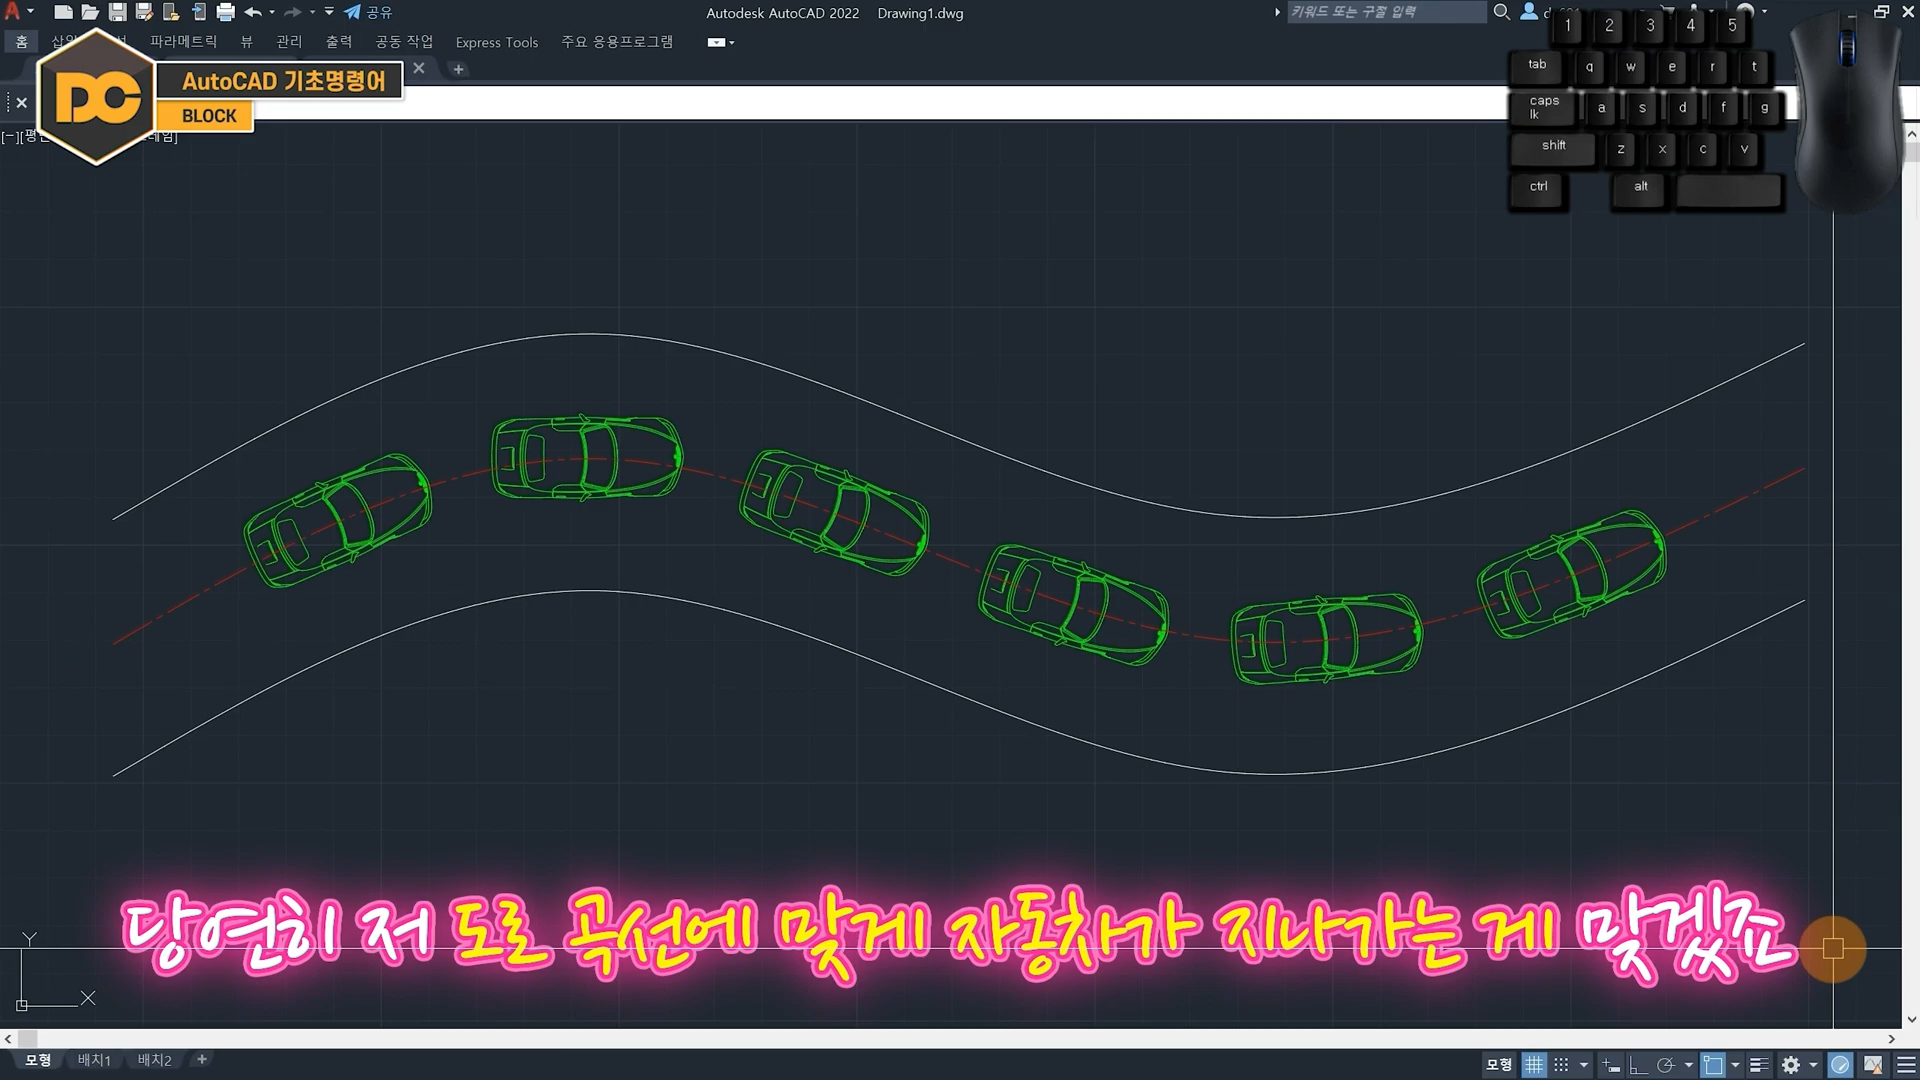 공유
Autodesk AutoCAD 2022 Drawing1.dwg
키워드 또는 구절 입력
홈 파라메트릭 뷰 관리 출력 공동 작업 Express Tools 주요 응용프로그램
DC
AutoCAD 기초명령어
BLOCK
1 2 3 4 5
tab q w e r t
caps lk a s d f g
shift z x c v
ctrl alt
당연히 저 도로 곡선에 맞게 자동차가 지나가는 게 맞겠죠
Y
X
모형 배치1 배치2
모형